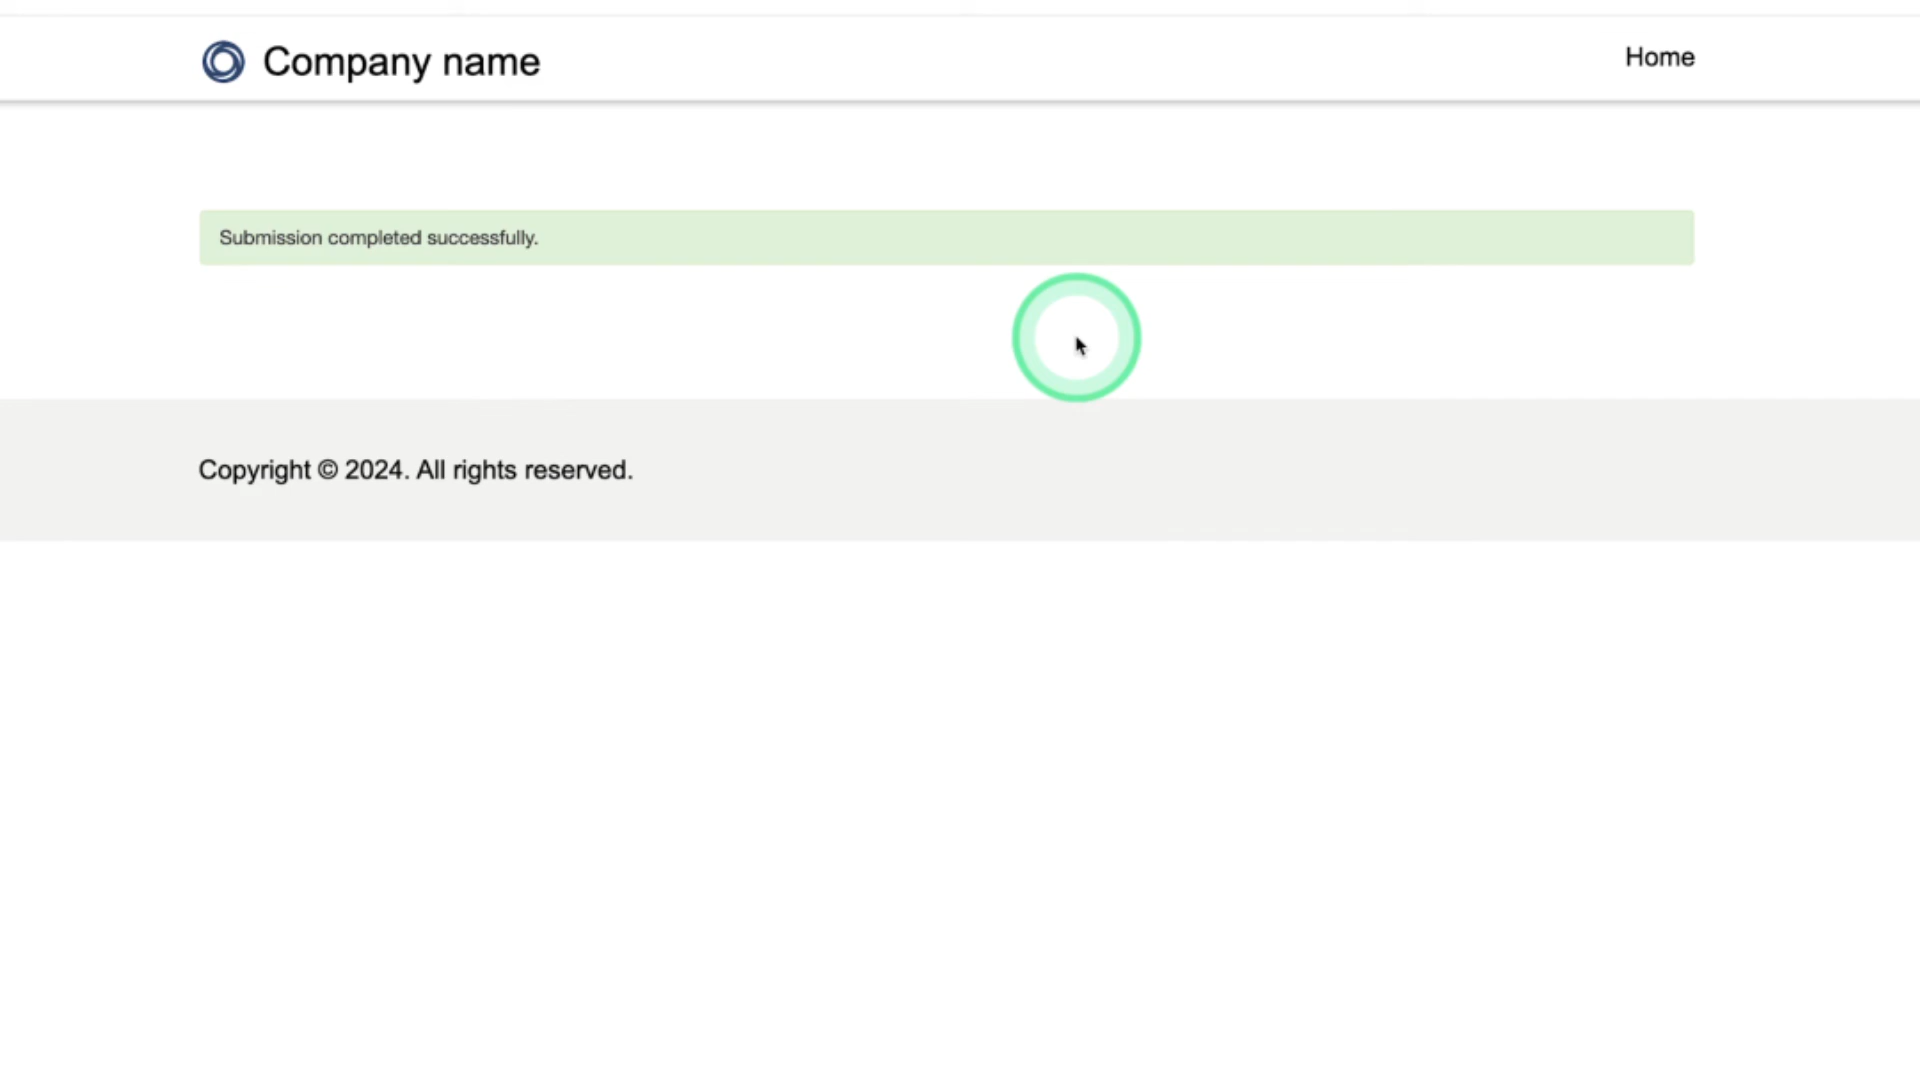 Company name
Home
Submission completed successfully.
Copyright © 2024. All rights reserved.